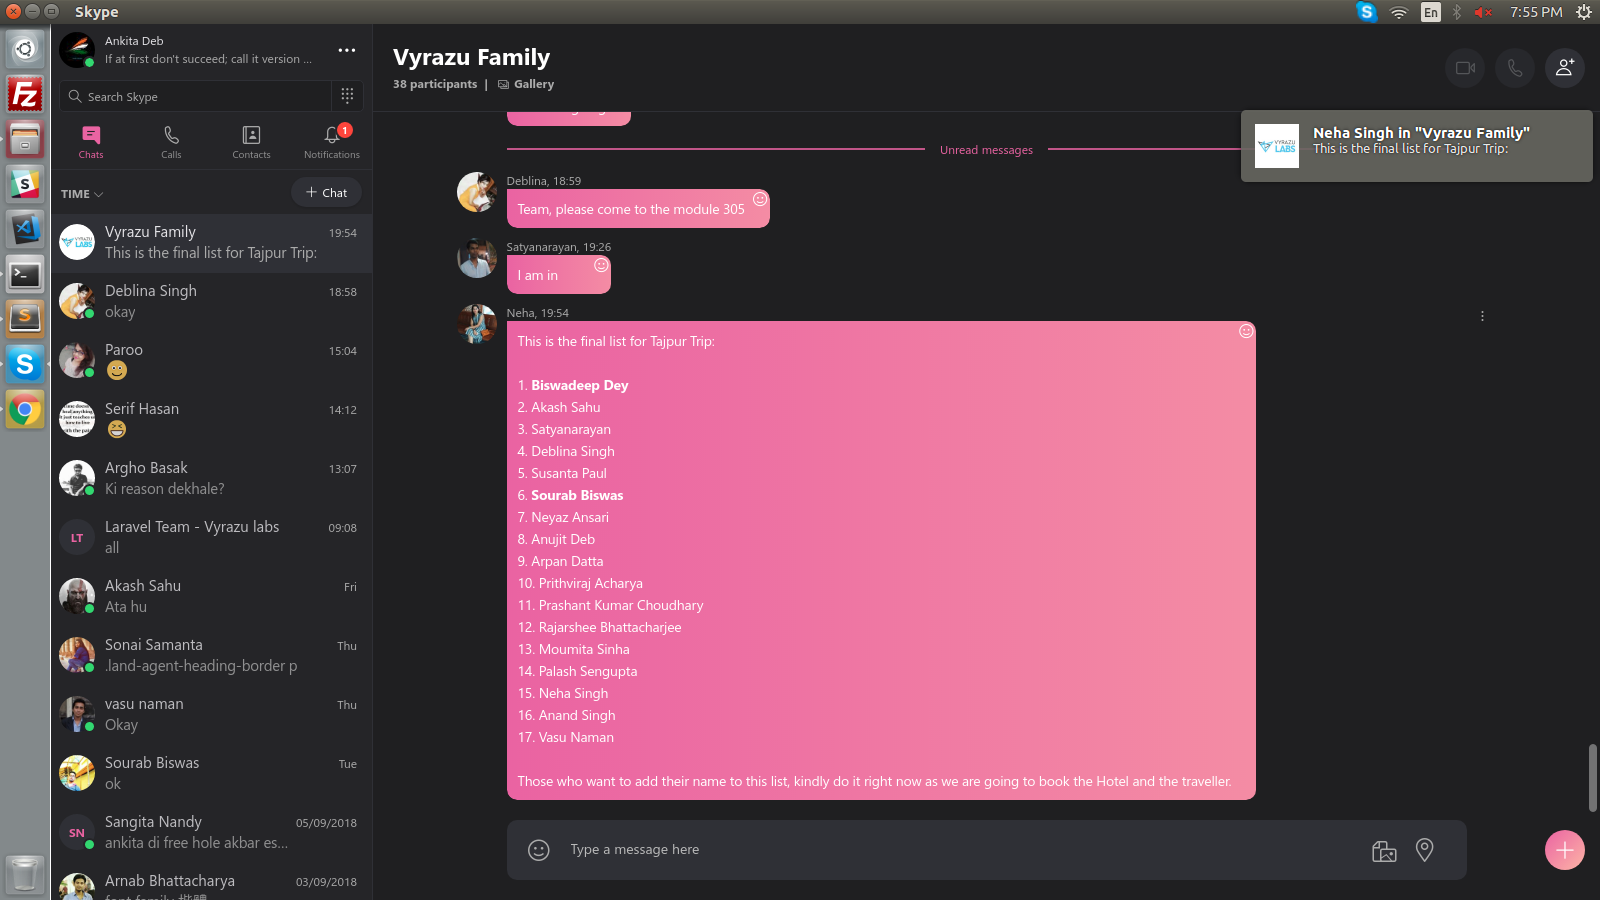 Skype
En
7:55 PM
Ankita Deb
If at first don't succeed; call it version ...
Search Skype
Chats
Calls
Contacts
1
Notifications
TIME
+ Chat
Vyrazu Family
19:54
This is the final list for Tajpur Trip:
Deblina Singh
18:58
okay
Paroo
15:04
Serif Hasan
14:12
Argho Basak
13:07
Ki reason dekhale?
LT
Laravel Team - Vyrazu labs
09:08
all
Akash Sahu
Fri
Ata hu
Sonai Samanta
Thu
.land-agent-heading-border p
vasu naman
Thu
Okay
Sourab Biswas
Tue
ok
SN
Sangita Nandy
05/09/2018
ankita di free hole akbar es...
Arnab Bhattacharya
03/09/2018
Vyrazu Family
38 participants | Gallery
Unread messages
VYRAZU LABS
Neha Singh in "Vyrazu Family"
This is the final list for Tajpur Trip:
Deblina, 18:59
Team, please come to the module 305
Satyanarayan, 19:26
I am in
Neha, 19:54
This is the final list for Tajpur Trip:
1. Biswadeep Dey
2. Akash Sahu
3. Satyanarayan
4. Deblina Singh
5. Susanta Paul
6. Sourab Biswas
7. Neyaz Ansari
8. Anujit Deb
9. Arpan Datta
10. Prithviraj Acharya
11. Prashant Kumar Choudhary
12. Rajarshee Bhattacharjee
13. Moumita Sinha
14. Palash Sengupta
15. Neha Singh
16. Anand Singh
17. Vasu Naman
Those who want to add their name to this list, kindly do it right now as we are going to book the Hotel and the traveller.
Type a message here